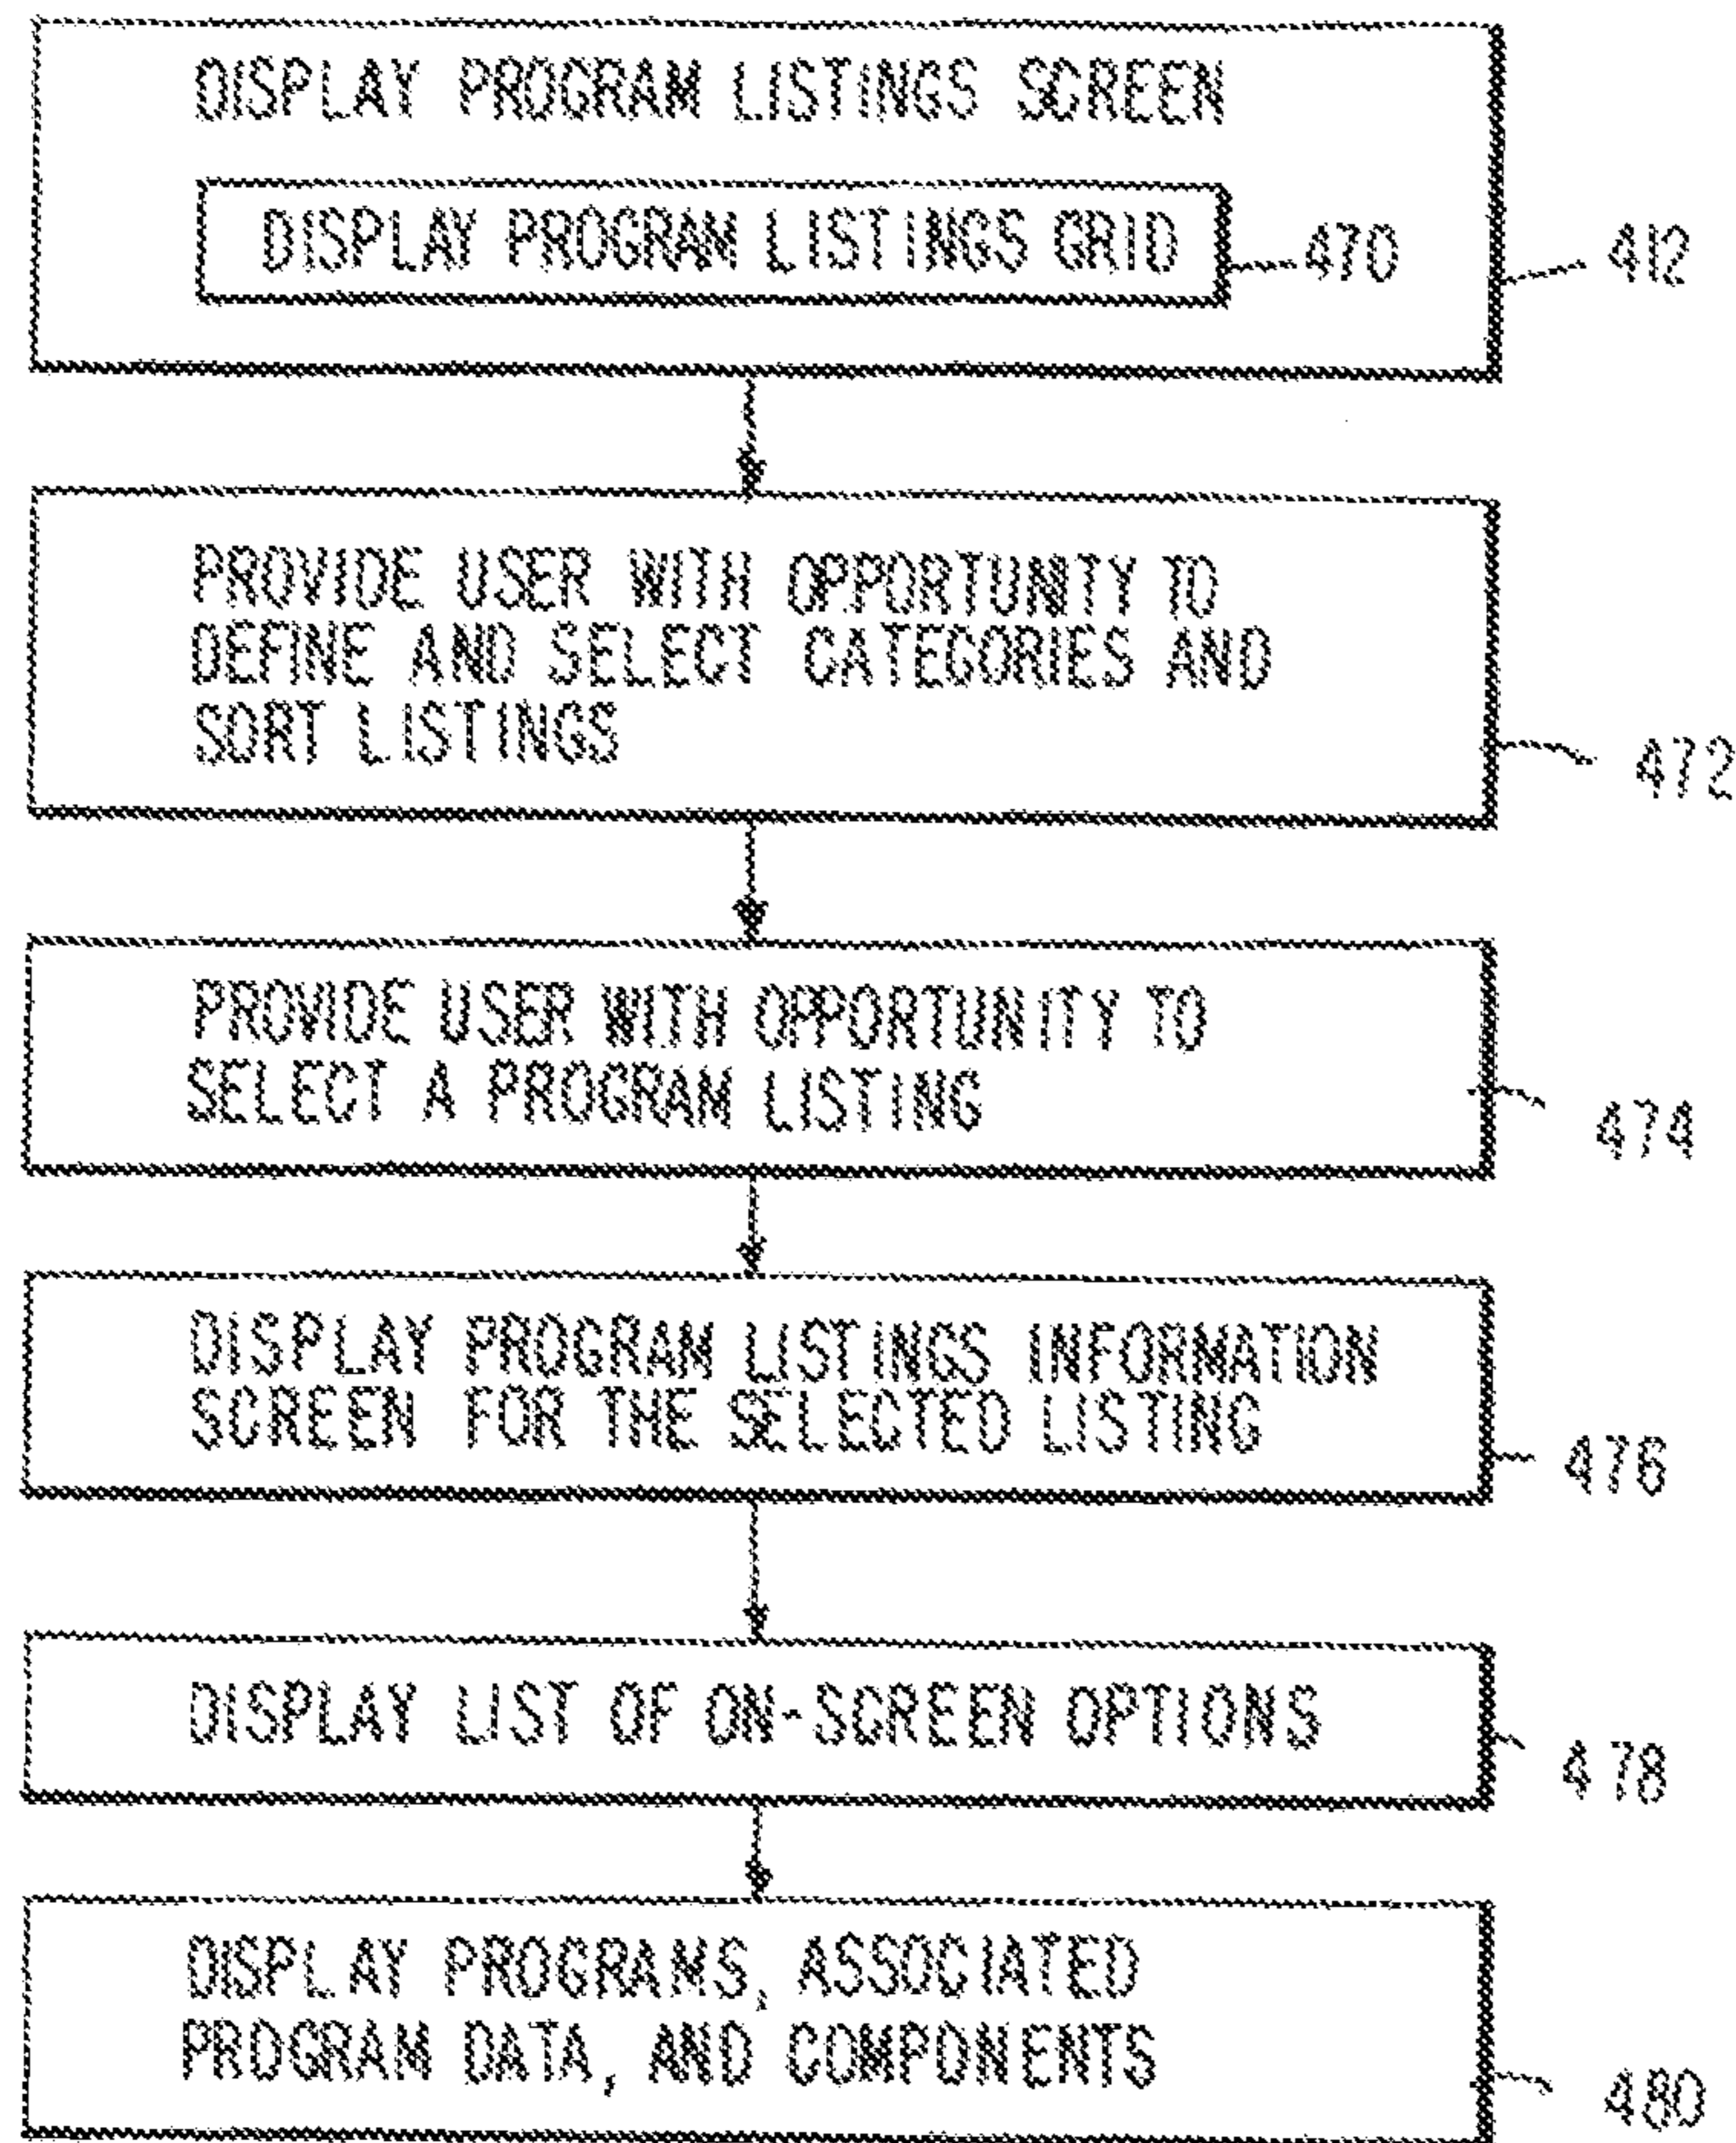 DISPLAY PROGRAM LISTINGS SCREEN
DISPLAY PROGRAM LISTINGS GRID
470
412
PROVIDE USER WITH OPPORTUNITY TO
DEFINE AND SELECT CATEGORIES AND
SORT LISTINGS
472
PROVIDE USER WITH OPPORTUNITY TO
SELECT A PROGRAM LISTING
474
DISPLAY PROGRAM LISTINGS INFORMATION
SCREEN FOR THE SELECTED LISTING
476
DISPLAY LIST OF ON-SCREEN OPTIONS
478
DISPLAY PROGRAMS, ASSOCIATED
PROGRAM DATA, AND COMPONENTS
480